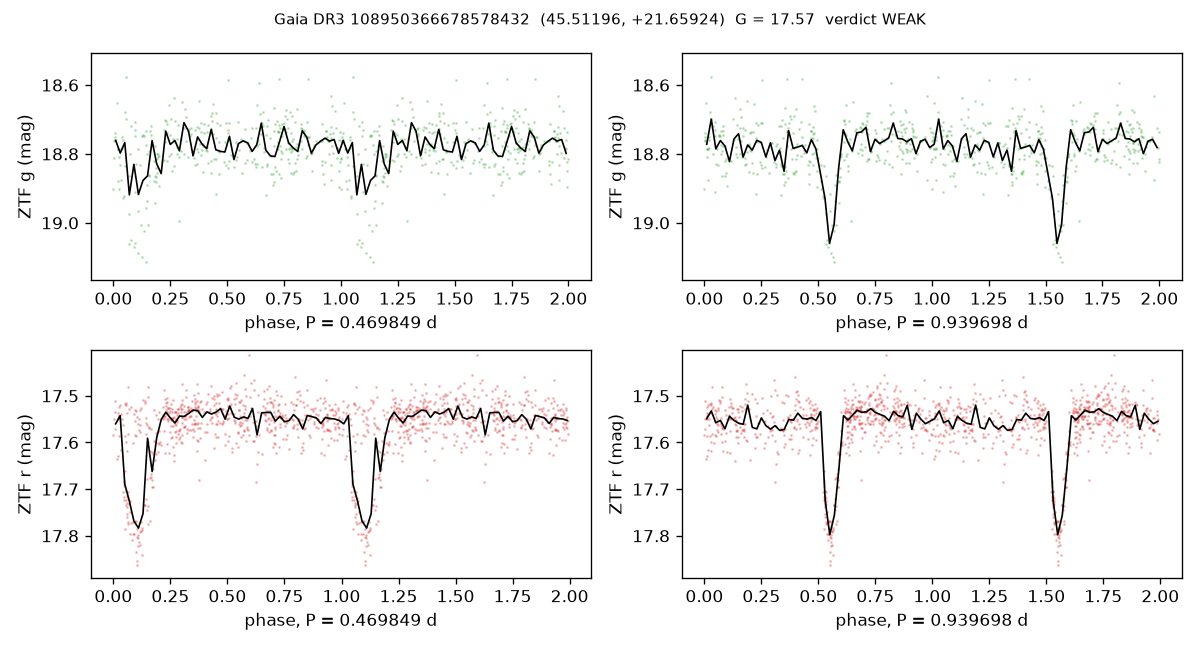 Gaia DR3 108950366678578432  (45.51196, +21.65924)  G = 17.57  verdict WEAK
ZTF g (mag)
18.6
18.8
19.0
0.00 0.25 0.50 0.75 1.00 1.25 1.50 1.75 2.00
phase, P = 0.469849 d
ZTF g (mag)
18.6
18.8
19.0
0.00 0.25 0.50 0.75 1.00 1.25 1.50 1.75 2.00
phase, P = 0.939698 d
ZTF r (mag)
17.5
17.6
17.7
17.8
0.00 0.25 0.50 0.75 1.00 1.25 1.50 1.75 2.00
phase, P = 0.469849 d
ZTF r (mag)
17.5
17.6
17.7
17.8
0.00 0.25 0.50 0.75 1.00 1.25 1.50 1.75 2.00
phase, P = 0.939698 d